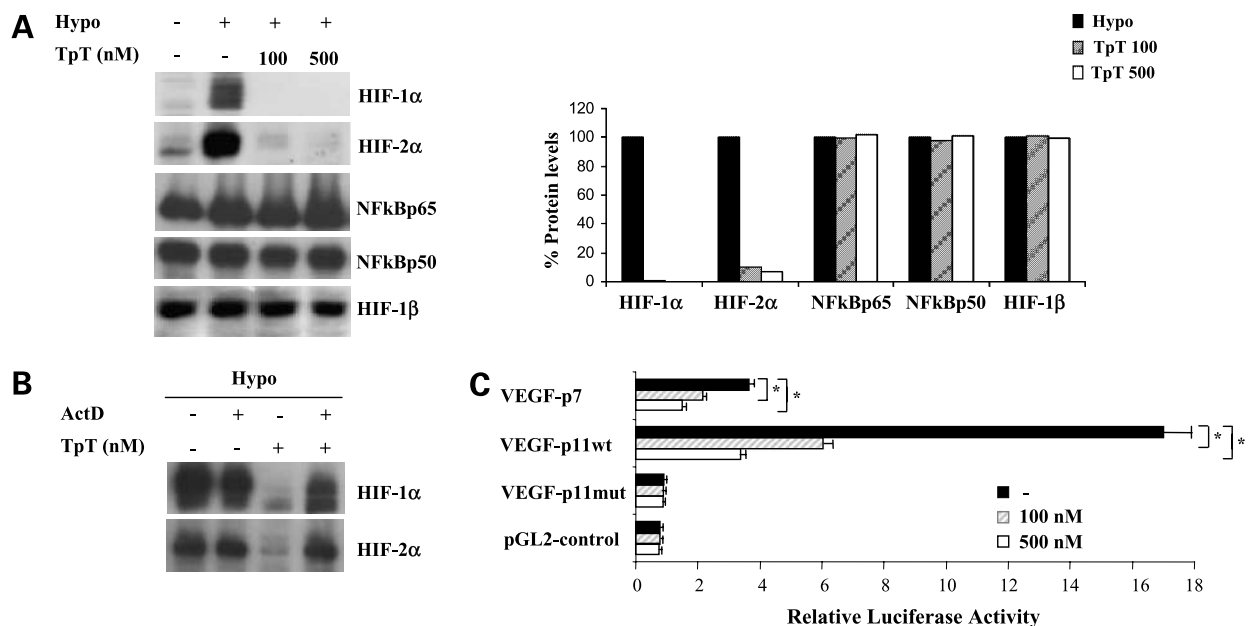 A
Hypo - + + +
TpT (nM) - - 100 500
HIF-1α
HIF-2α
NFkBp65
NFkBp50
HIF-1β
Hypo
TpT 100
TpT 500
% Protein levels
120
100
80
60
40
20
0
HIF-1α HIF-2α NFkBp65 NFkBp50 HIF-1β
B
Hypo
ActD - + - +
TpT (nM) - - + +
HIF-1α
HIF-2α
C
VEGF-p7 * *
VEGF-p11wt * *
VEGF-p11mut
pGL2-control
-
100 nM
500 nM
0 2 4 6 8 10 12 14 16 18
Relative Luciferase Activity